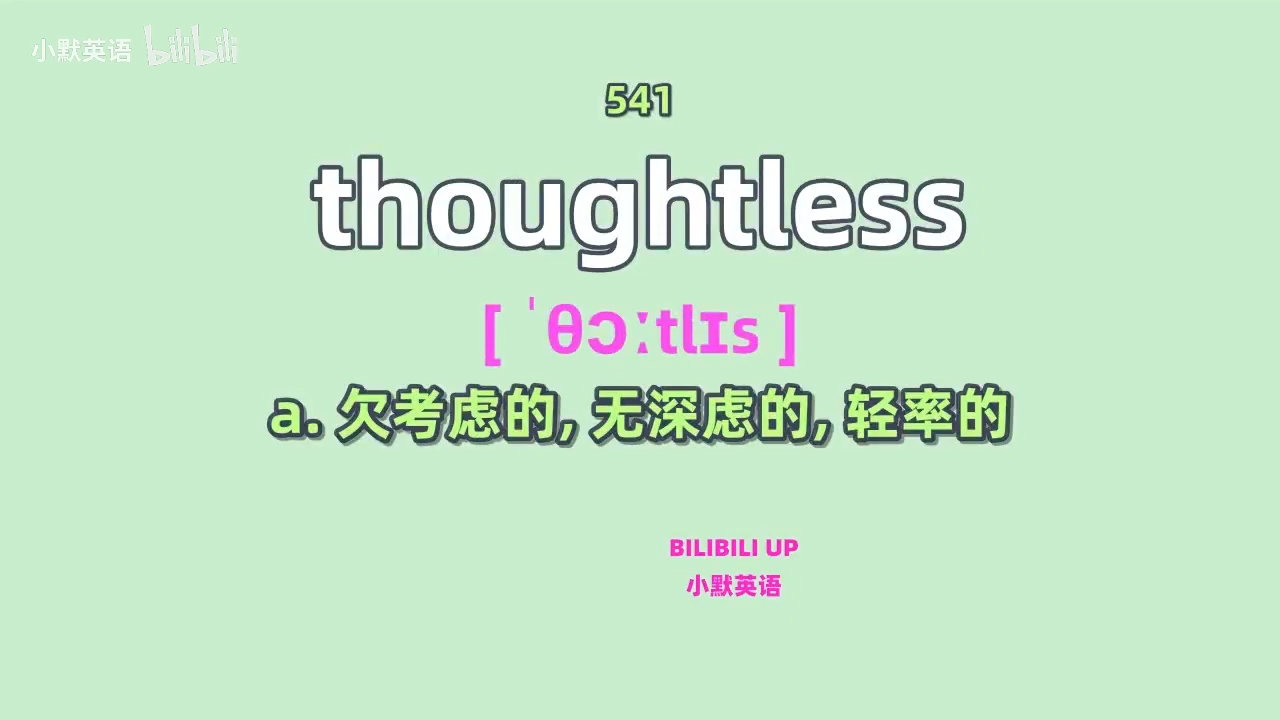 小默英语 bilibili
541
thoughtless
[ ˈθɔːtlɪs ]
a. 欠考虑的, 无深虑的, 轻率的
BILIBILI UP
小默英语